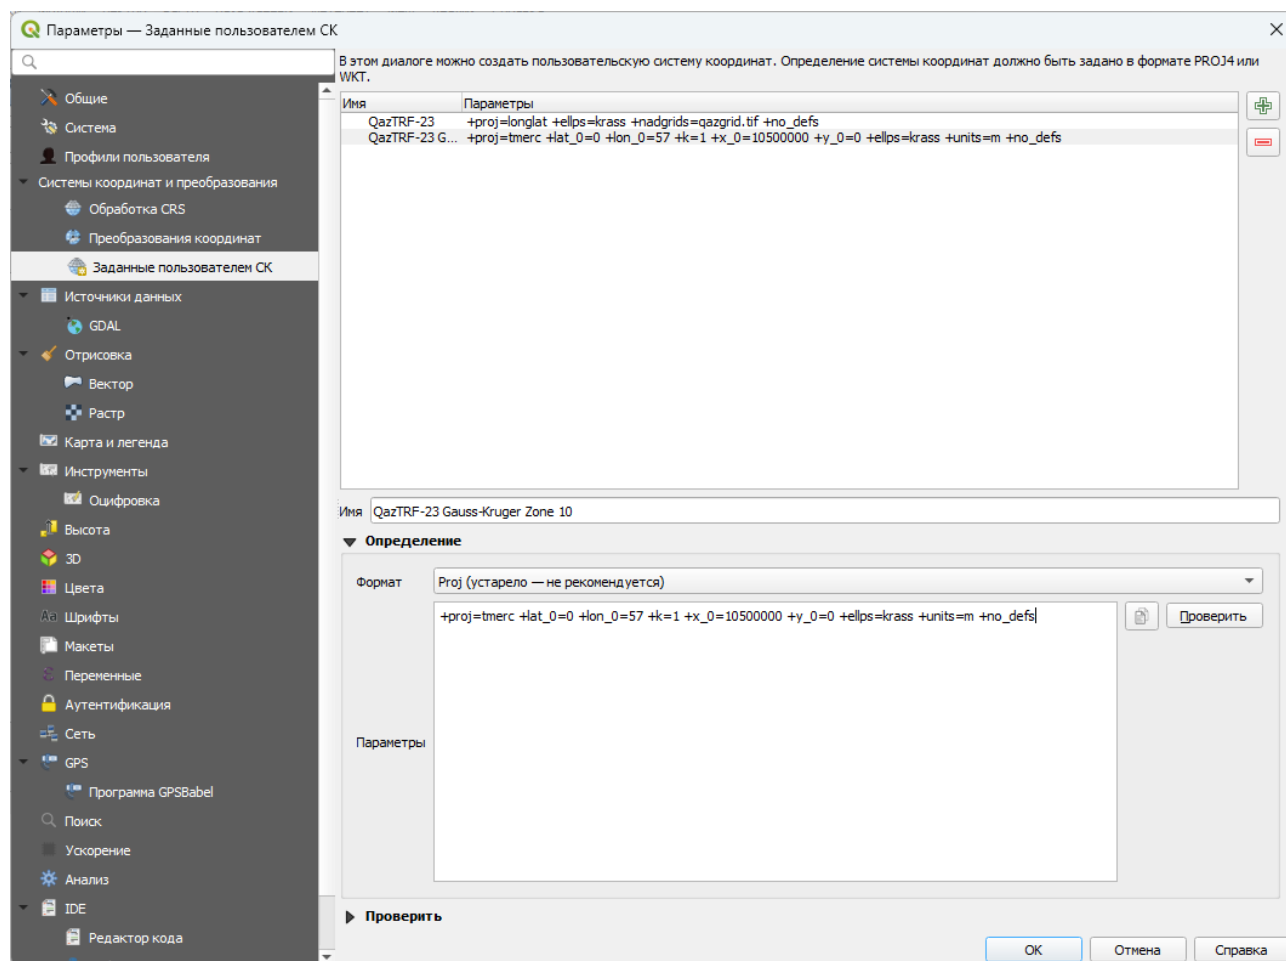 Параметры — Заданные пользователем СК
В этом диалоге можно создать пользовательскую систему координат. Определение системы координат должно быть задано в формате PROJ4 или
WKT.
Общие
Система
Профили пользователя
Системы координат и преобразования
Обработка CRS
Преобразования координат
Заданные пользователем СК
Источники данных
GDAL
Отрисовка
Вектор
Растр
Карта и легенда
Инструменты
Оцифровка
Высота
3D
Цвета
Шрифты
Макеты
Переменные
Аутентификация
Сеть
GPS
Программа GPSBabel
Поиск
Ускорение
Анализ
IDE
Редактор кода
Имя Параметры
QazTRF-23 +proj=longlat +ellps=krass +nadgrids=qazgrid.tif +no_defs
QazTRF-23 G... +proj=tmerc +lat_0=0 +lon_0=57 +k=1 +x_0=10500000 +y_0=0 +ellps=krass +units=m +no_defs
Имя QazTRF-23 Gauss-Kruger Zone 10
Определение
Формат Proj (устарело — не рекомендуется)
+proj=tmerc +lat_0=0 +lon_0=57 +k=1 +x_0=10500000 +y_0=0 +ellps=krass +units=m +no_defs
Проверить
Параметры
Проверить
OK Отмена Справка